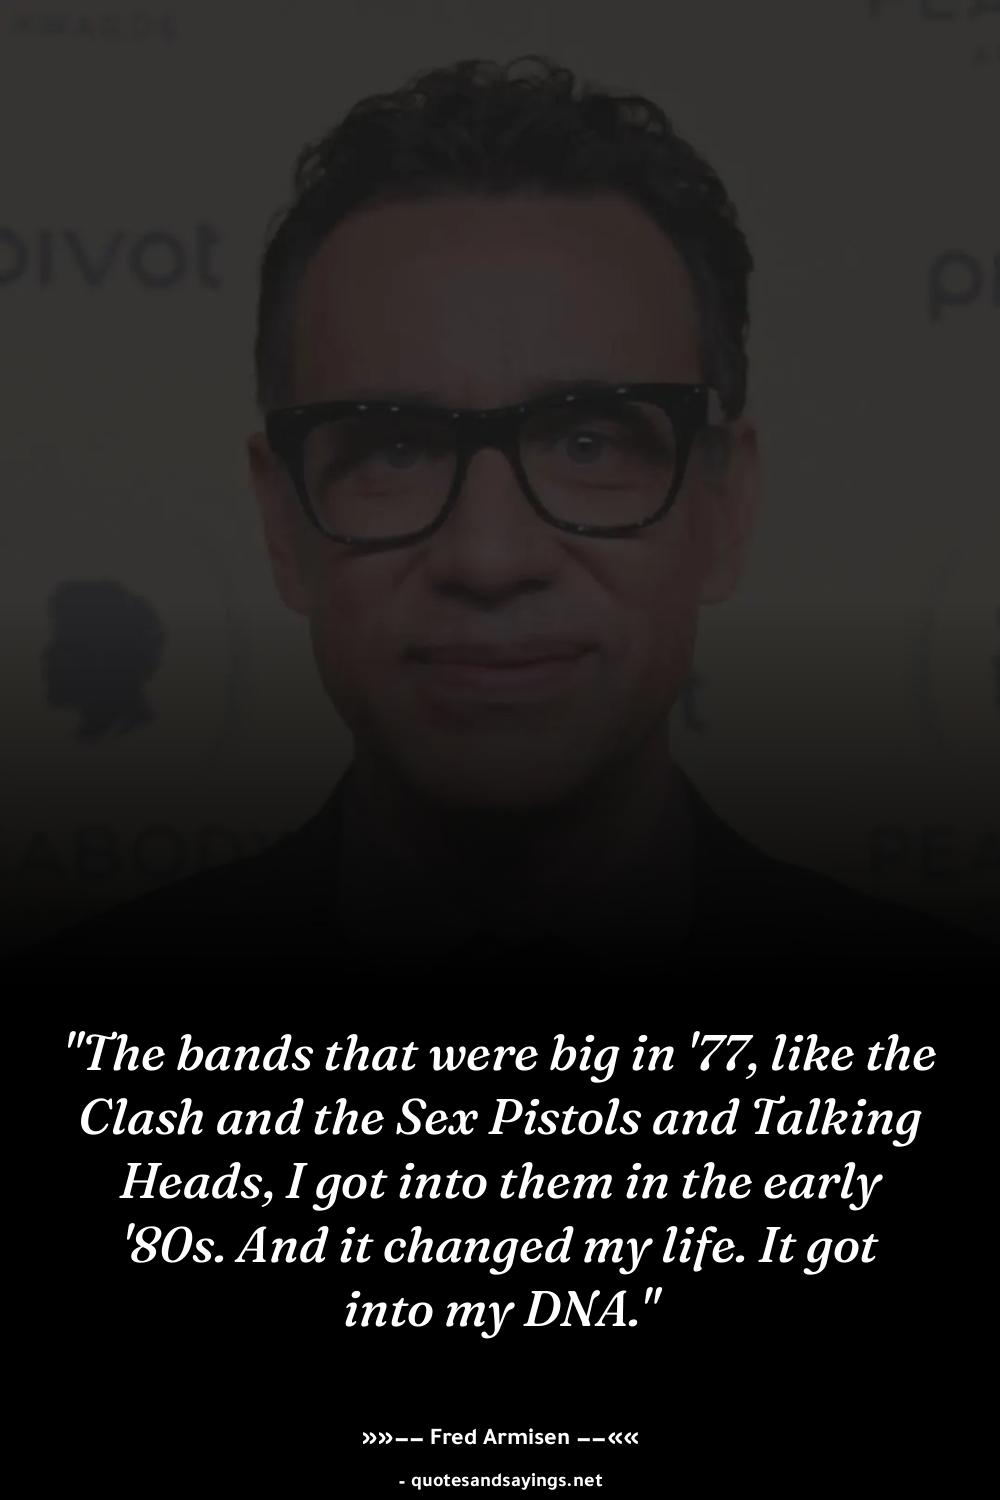 AWARDS
pivot
"The bands that were big in '77, like the
Clash and the Sex Pistols and Talking
Heads, I got into them in the early
'80s. And it changed my life. It got
into my DNA."
»»–– Fred Armisen ––««
- quotesandsayings.net